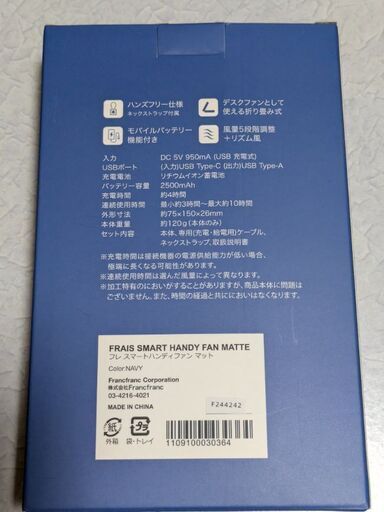 ハンズフリー仕様
ネックストラップ付属
デスクファンとして
使える折り畳み式
モバイルバッテリー
機能付き
風量5段階調整
+リズム風
入力 DC 5V 950mA (USB 充電式)
USBポート (入力)USB Type-C (出力)USB Type-A
充電電池 リチウムイオン蓄電池
バッテリー容量 2500mAh
充電時間 約4時間
連続使用時間 最小約3時間〜最大約10時間
外形寸法 約75×150×26mm
本体重量 約120g(本体のみ)
セット内容 本体、専用(充電・給電用)ケーブル、
ネックストラップ、取扱説明書
※充電時間は接続機器の電源供給能力が低い場合、
極端に長くなる可能性があります。
※連続使用時間は選んだ風量によって異なります。
※加工特有のにおいがすることがありますが、商品本体に問題は
ございません。また、時間の経過と共ににおいはなくなります。
FRAIS SMART HANDY FAN MATTE
フレ スマートハンディファン マット
Color:NAVY
Francfranc Corporation
株式会社Francfranc
03-4216-4021
MADE IN CHINA
F244242
紙
外箱
プラ
袋・トレイ
1109100030364